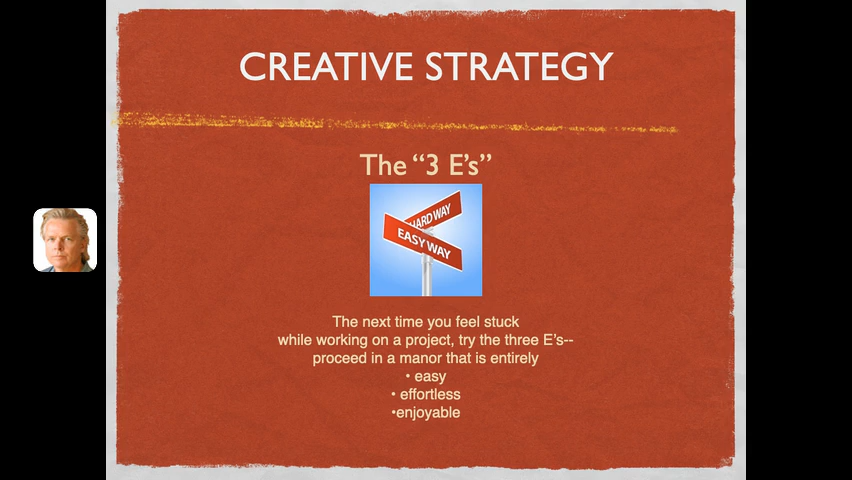 CREATIVE STRATEGY
The “3 E’s”
HARD WAY
EASY WAY
The next time you feel stuck
while working on a project, try the three E's--
proceed in a manor that is entirely
• easy
• effortless
•enjoyable